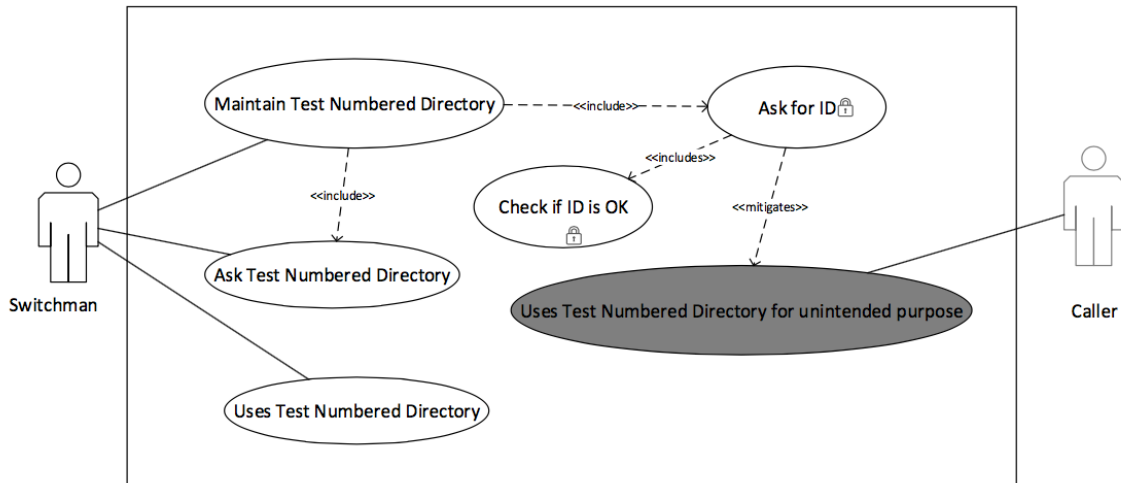 Maintain Test Numbered Directory
<<include>>
Ask for ID
<<includes>>
<<include>>
Check if ID is OK
<<mitigates>>
Ask Test Numbered Directory
Switchman
Uses Test Numbered Directory for unintended purpose
Caller
Uses Test Numbered Directory